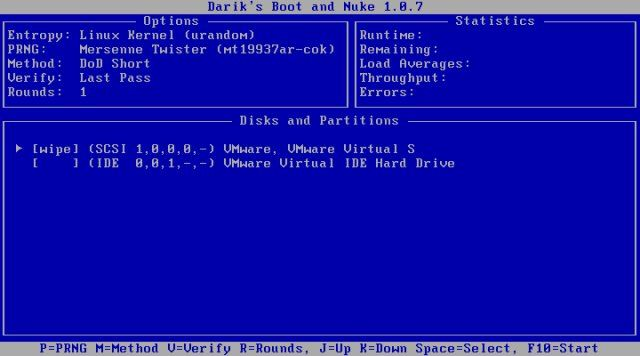 Darik's Boot and Nuke 1.0.7
Options
Entropy: Linux Kernel (urandom)
PRNG: Mersenne Twister (mt19937ar-cok)
Method: DoD Short
Verify: Last Pass
Rounds: 1
Statistics
Runtime:
Remaining:
Load Averages:
Throughput:
Errors:
Disks and Partitions
▶ [wipe] (SCSI 1,0,0,0,-) VMware, VMware Virtual S
[    ] (IDE  0,0,1,-,-) VMware Virtual IDE Hard Drive
P=PRNG M=Method V=Verify R=Rounds, J=Up K=Down Space=Select, F10=Start